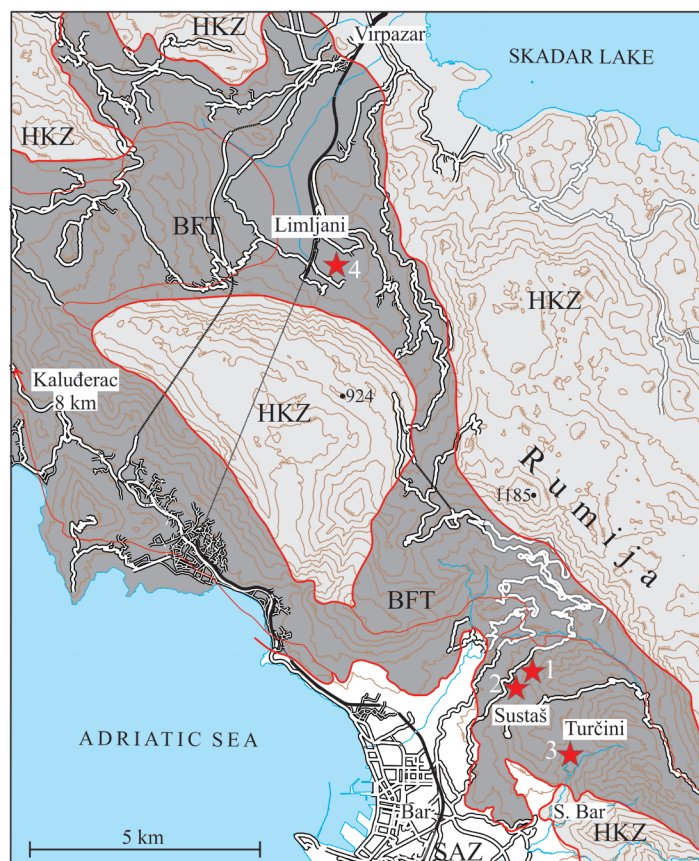 HKZ
Virpazar
SKADAR LAKE
HKZ
BFT
Limljani
4
HKZ
Kaluđerac
8 km
924
HKZ
Rumija
1185
BFT
1
2
Sustaš
Turčini
3
ADRIATIC SEA
Bar
S. Bar
HKZ
5 km
SAZ